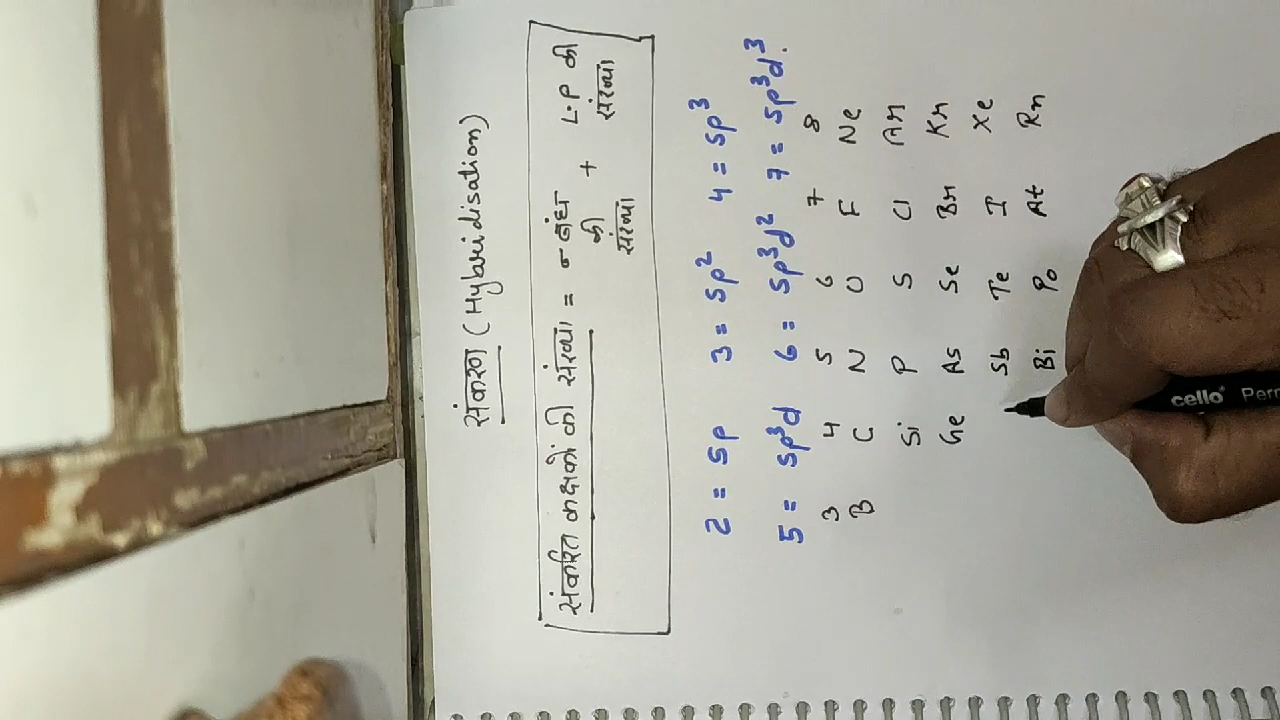 संकरण (Hybridisation)
संकरित कक्षकों की संख्या = σ बंध की संख्या + L.P की संख्या
2 = sp 3 = sp² 4 = sp³
5 = sp³d 6 = sp³d² 7 = sp³d³.
3 4 5 6 7 8
B C N O F Ne
Si P S Cl Ar
Ge As Se Br Kr
Sb Te I Xe
Bi Po At Rn
cello Perm